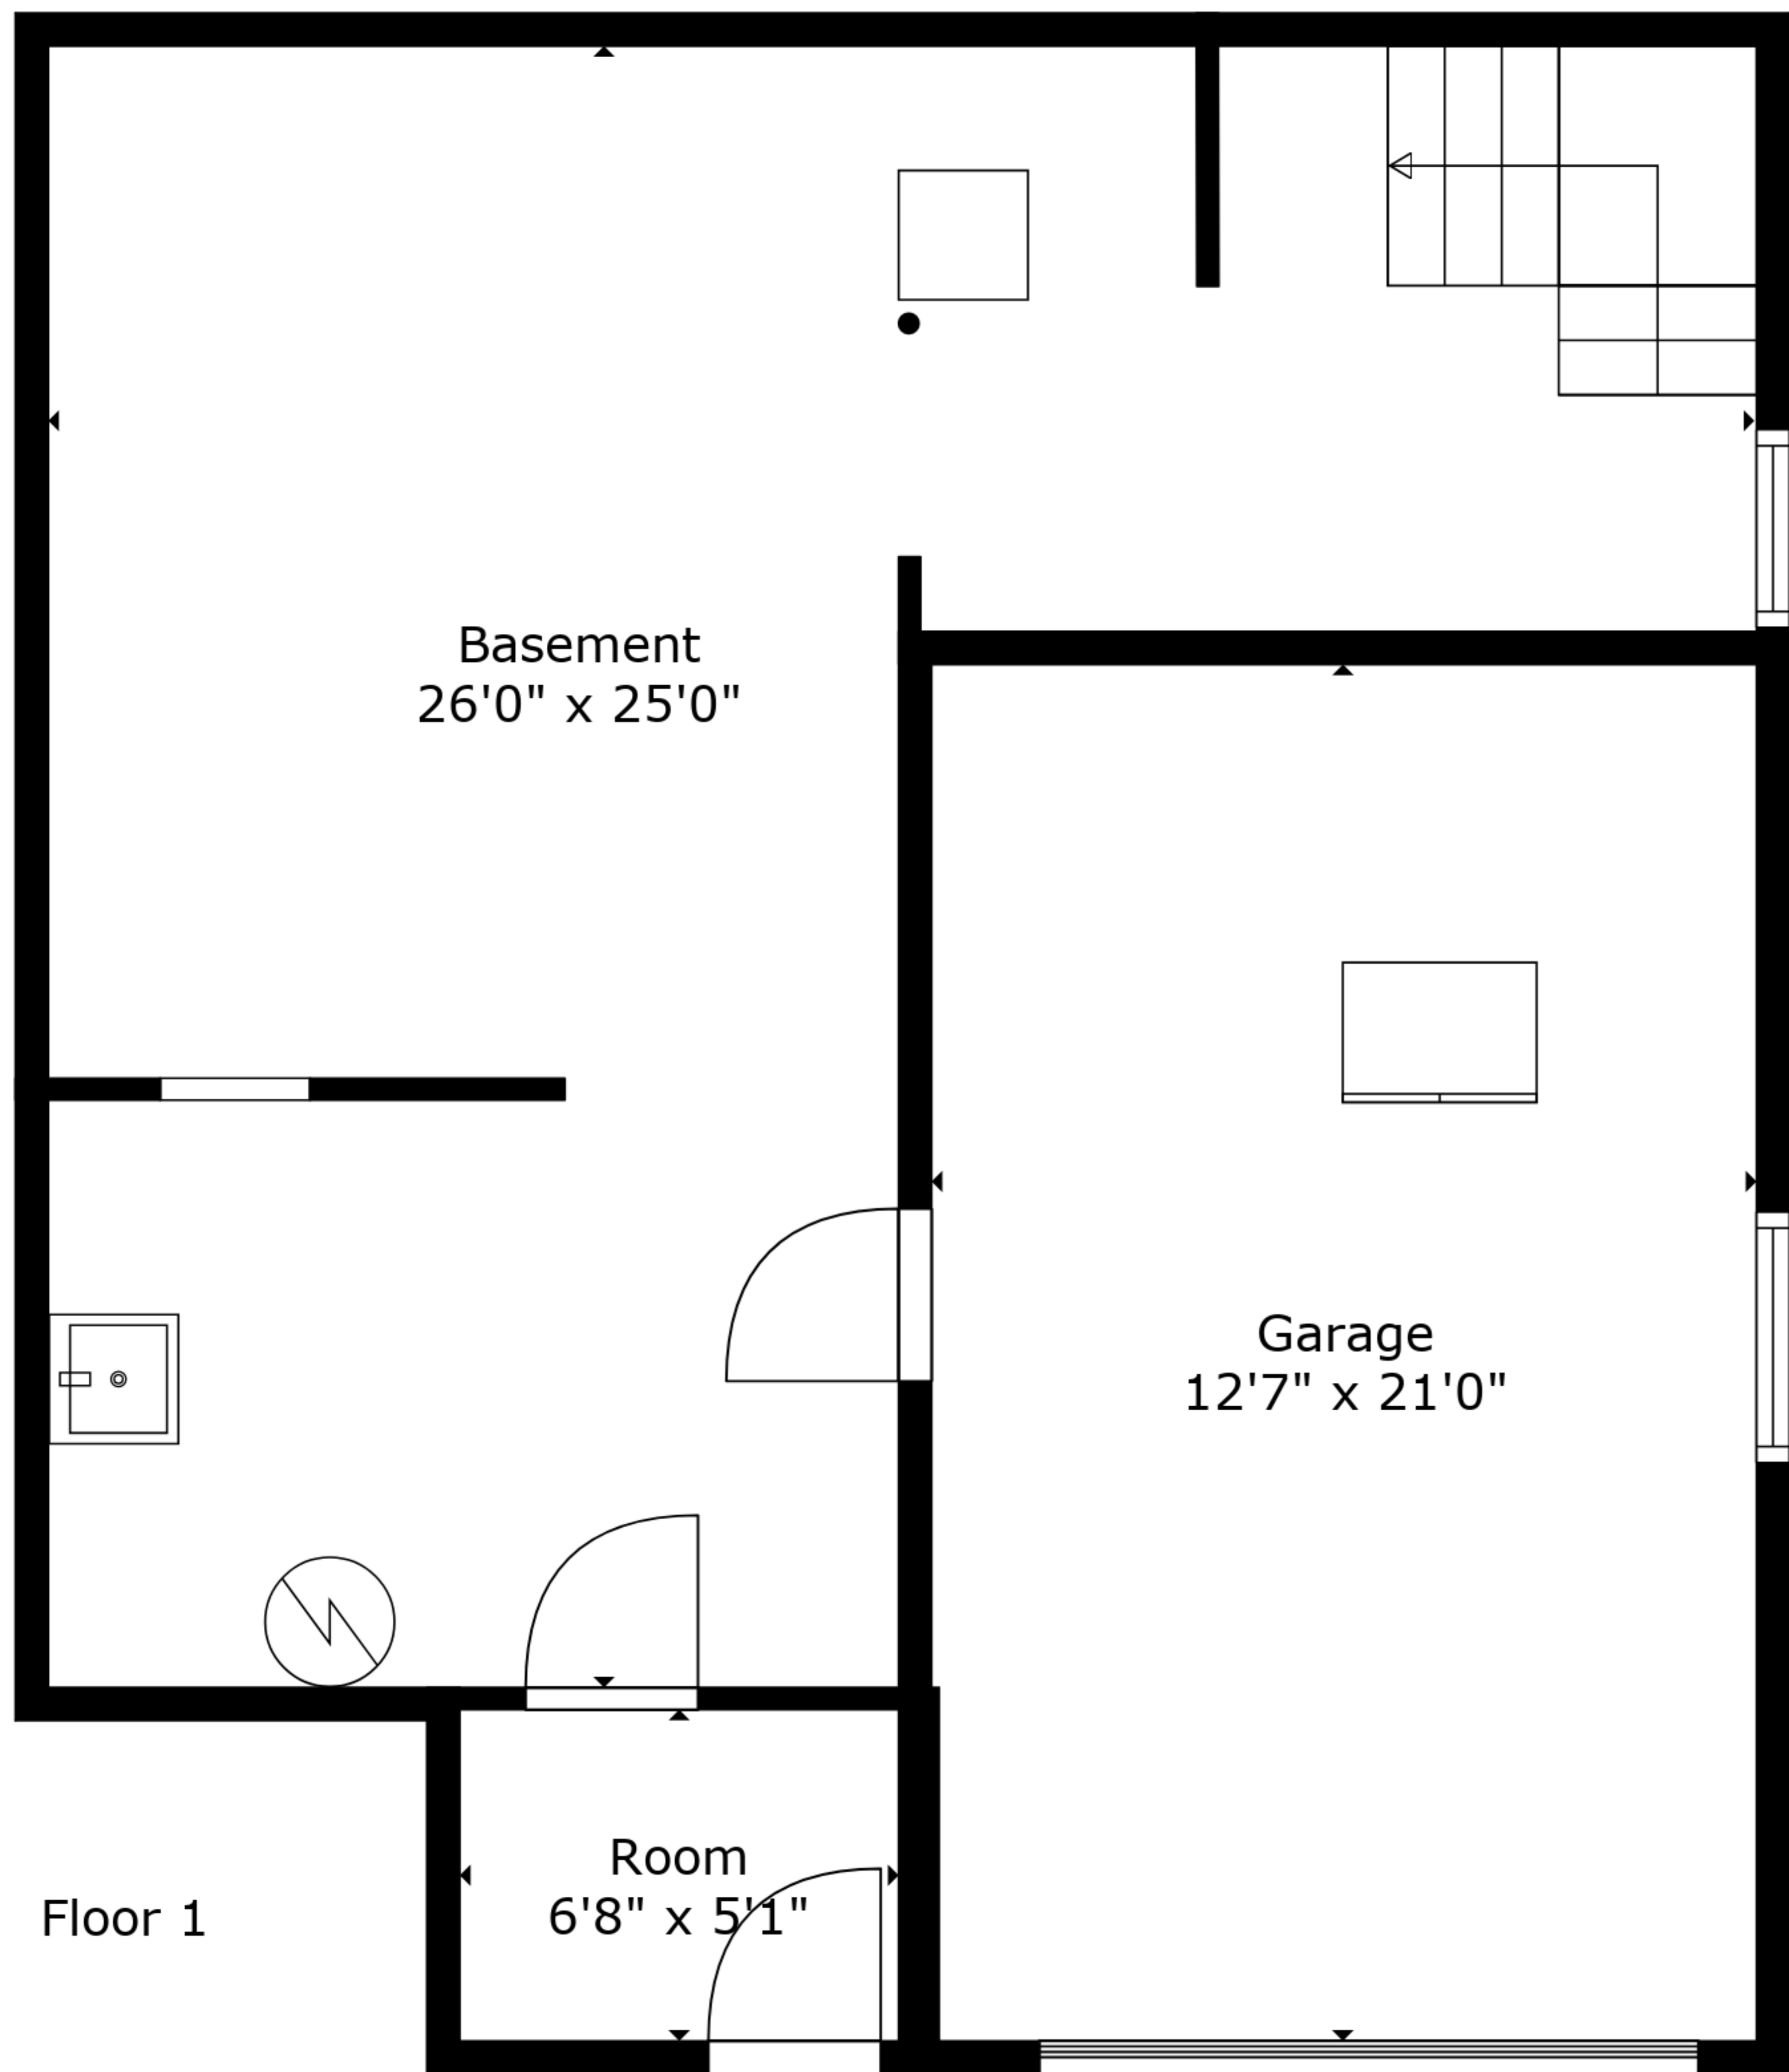 Basement
26'0" x 25'0"
Garage
12'7" x 21'0"
Room
6'8" x 5'1"
Floor 1